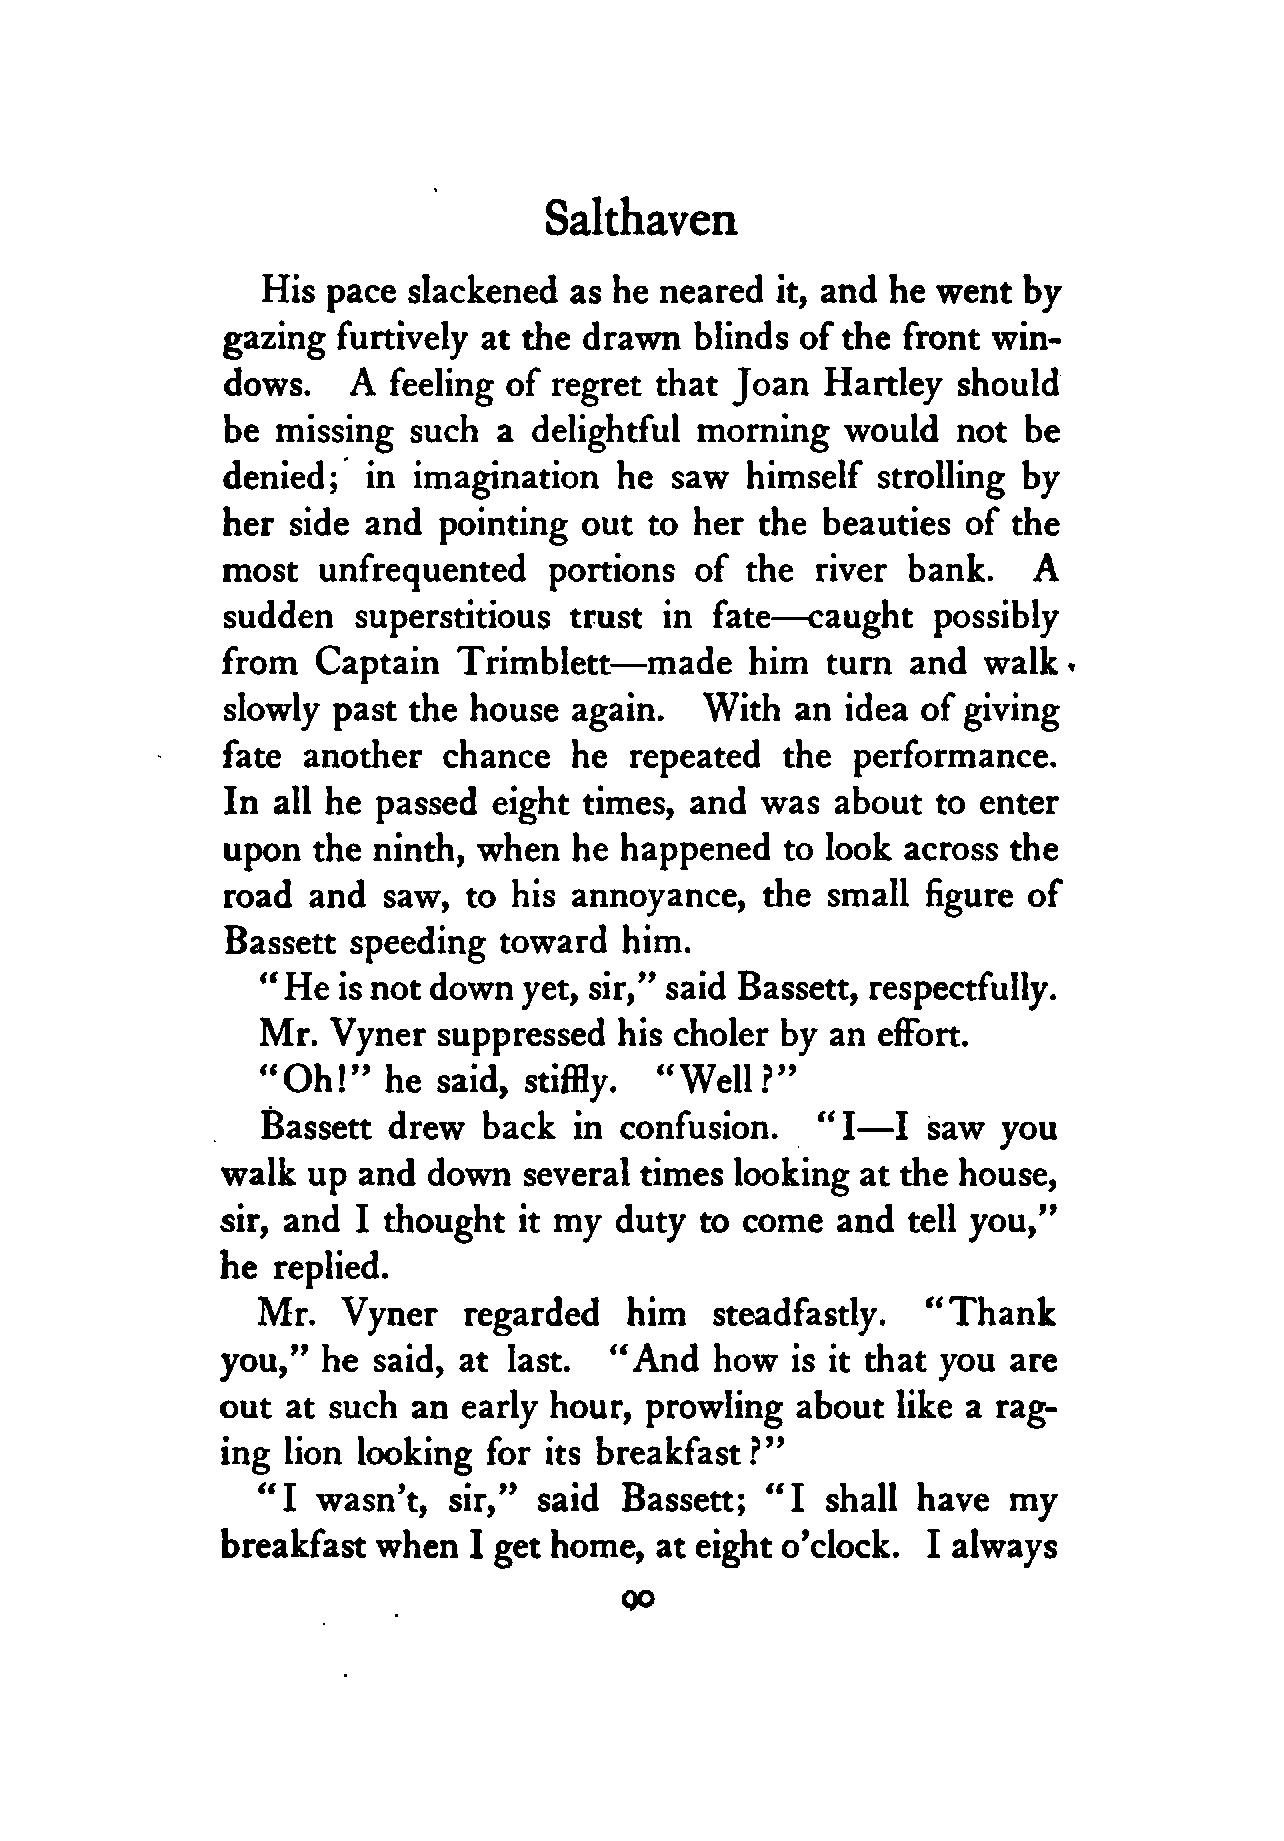 Salthaven
His pace slackened as he neared it, and he went by
gazing furtively at the drawn blinds of the front win-
dows. A feeling of regret that Joan Hartley should
be missing such a delightful morning would not be
denied; in imagination he saw himself strolling by
her side and pointing out to her the beauties of the
most unfrequented portions of the river bank. A
sudden superstitious trust in fate—caught possibly
from Captain Trimblett—made him turn and walk
slowly past the house again. With an idea of giving
fate another chance he repeated the performance.
In all he passed eight times, and was about to enter
upon the ninth, when he happened to look across the
road and saw, to his annoyance, the small figure of
Bassett speeding toward him.
"He is not down yet, sir," said Bassett, respectfully.
Mr. Vyner suppressed his choler by an effort.
"Oh!" he said, stiffly. "Well?"
Bassett drew back in confusion. "I—I saw you
walk up and down several times looking at the house,
sir, and I thought it my duty to come and tell you,"
he replied.
Mr. Vyner regarded him steadfastly. "Thank
you," he said, at last. "And how is it that you are
out at such an early hour, prowling about like a rag-
ing lion looking for its breakfast?"
"I wasn't, sir," said Bassett; "I shall have my
breakfast when I get home, at eight o'clock. I always
90